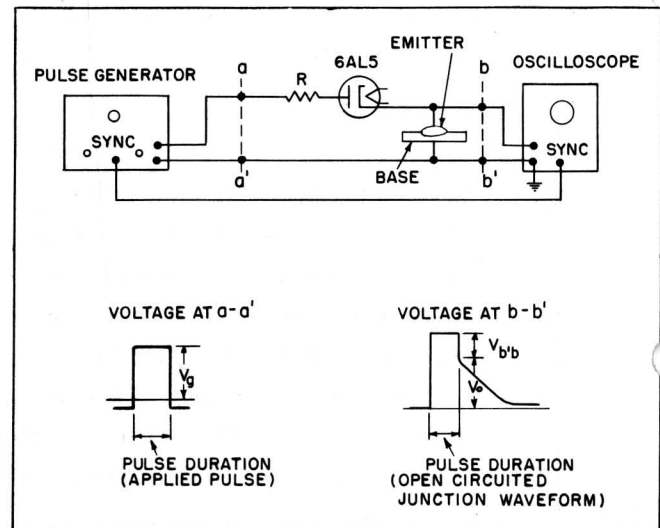 EMITTER
6AL5
OSCILLOSCOPE
PULSE GENERATOR
a
R
b
SYNC
SYNC
a'
BASE
b'
VOLTAGE AT a-a'
VOLTAGE AT b-b'
Vg
Vb'b
Vo
PULSE DURATION
(APPLIED PULSE)
PULSE DURATION
(OPEN CIRCUITED
JUNCTION WAVEFORM)